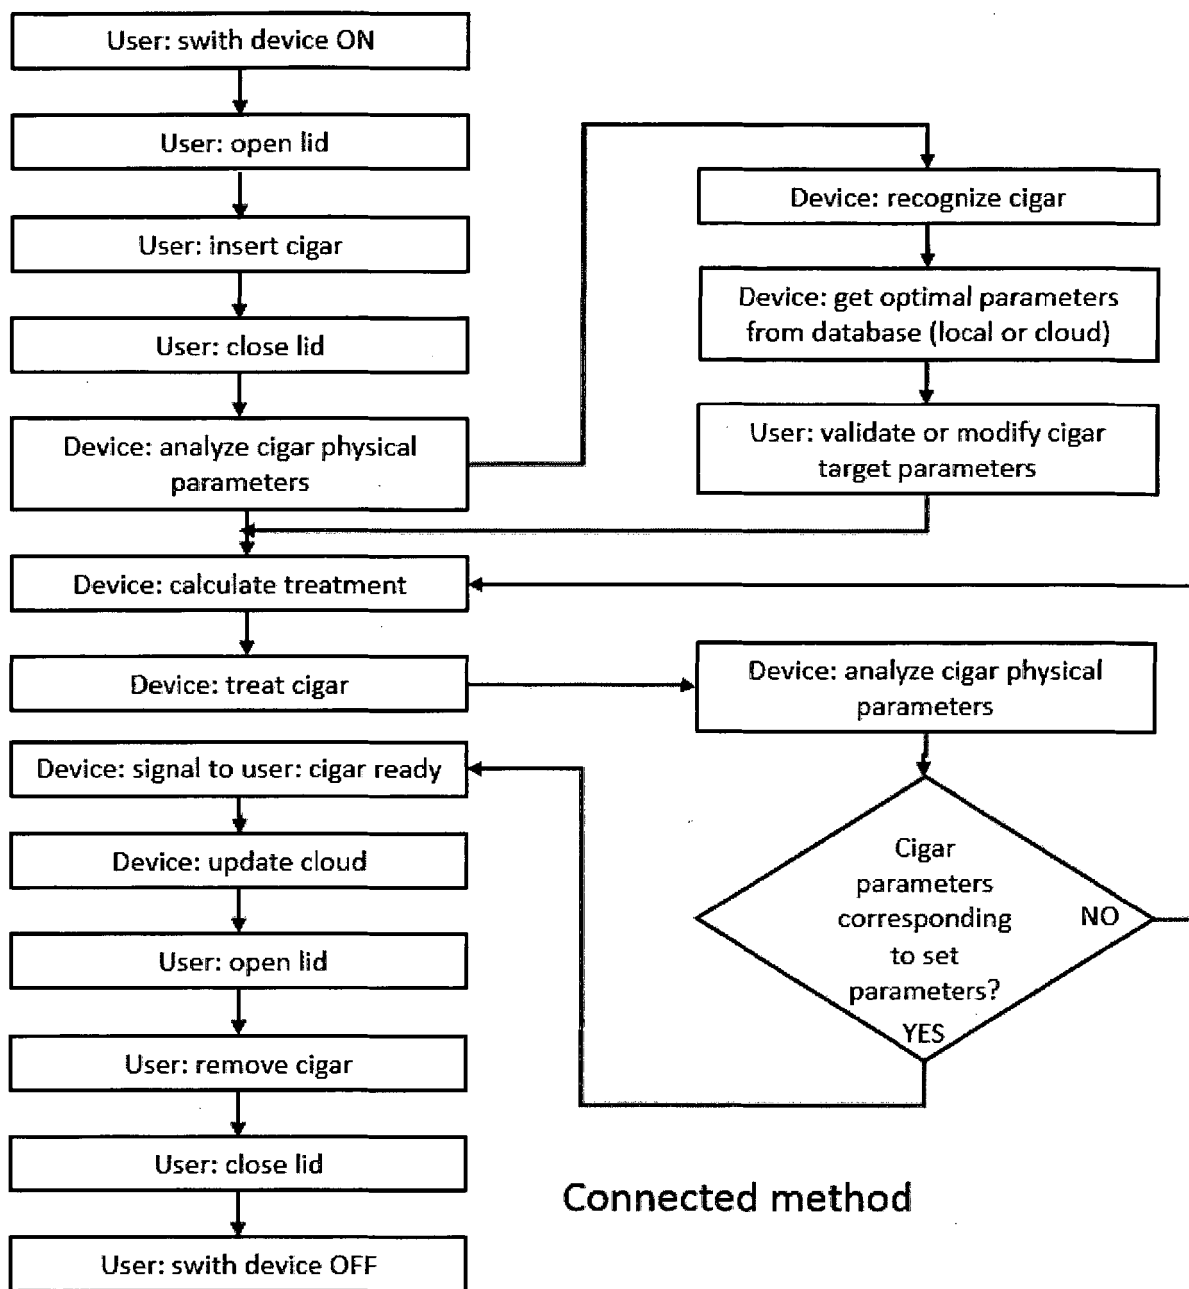 User: swith device ON
User: open lid
User: insert cigar
User: close lid
Device: analyze cigar physical
parameters
Device: recognize cigar
Device: get optimal parameters
from database (local or cloud)
User: validate or modify cigar
target parameters
Device: calculate treatment
Device: treat cigar
Device: analyze cigar physical
parameters
Cigar
parameters
corresponding
to set
parameters?
NO
YES
Device: signal to user: cigar ready
Device: update cloud
User: open lid
User: remove cigar
User: close lid
User: swith device OFF
Connected method